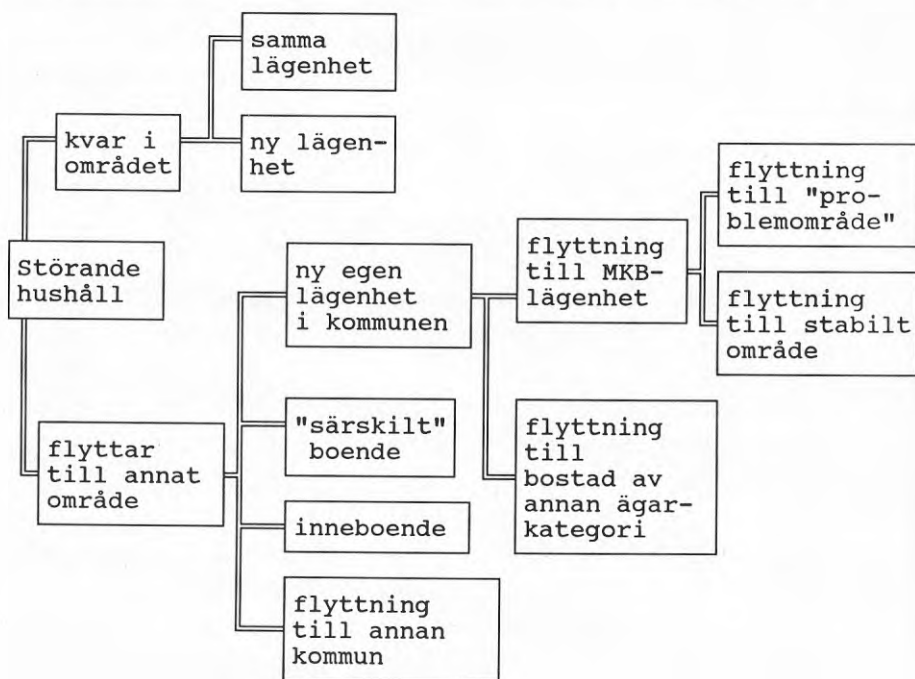 samma
lägenhet
kvar i
området
ny lägen-
het
Störande
hushåll
flyttar
till annat
område
ny egen
lägenhet
i kommunen
"särskilt"
boende
inneboende
flyttning
till annan
kommun
flyttning
till MKB-
lägenhet
flyttning
till
bostad av
annan ägar-
kategori
flyttning
till "pro-
blemområde"
flyttning
till stabilt
område